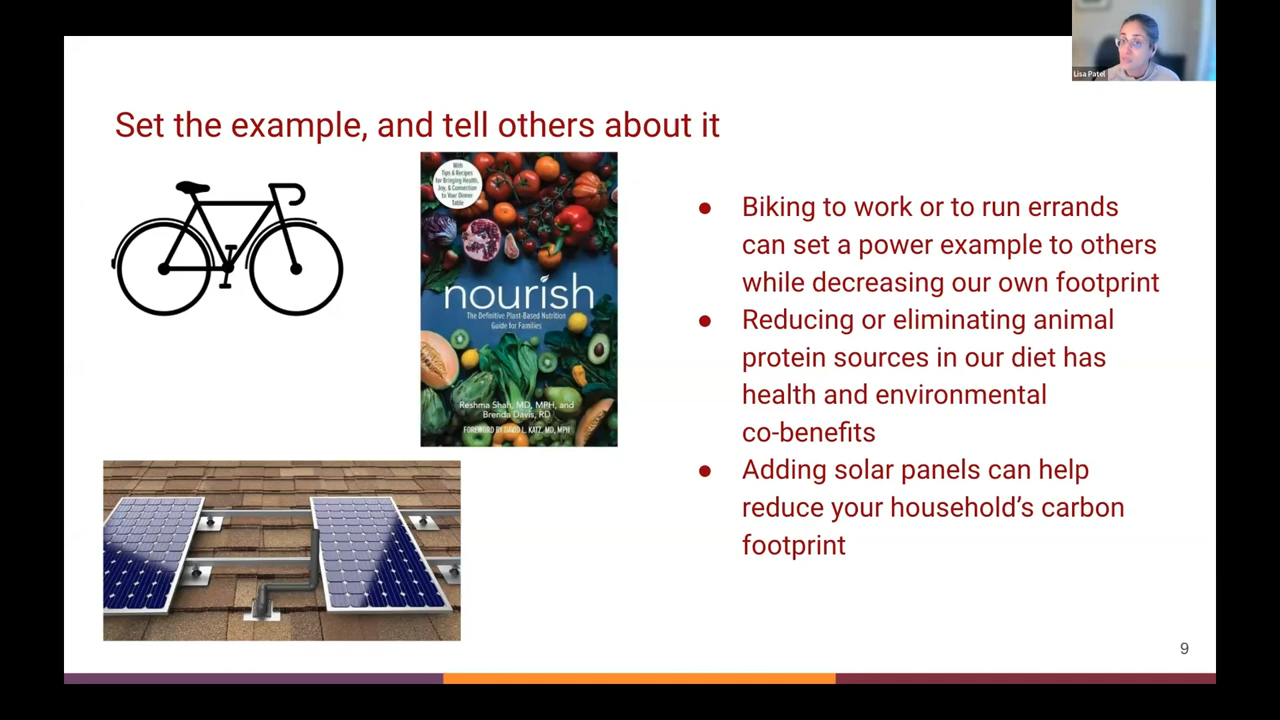 Lisa Patel
Set the example, and tell others about it
With
Tips & Recipes
for Bringing Health,
Joy, & Connection
to Your Dinner
Table
nourish
The Definitive Plant-Based Nutrition
Guide for Families
Reshma Shah, MD, MPH, and
Brenda Davis, RD
FOREWORD BY DAVID L. KATZ, MD, MPH
● Biking to work or to run errands
can set a power example to others
while decreasing our own footprint
● Reducing or eliminating animal
protein sources in our diet has
health and environmental
co-benefits
● Adding solar panels can help
reduce your household’s carbon
footprint
9